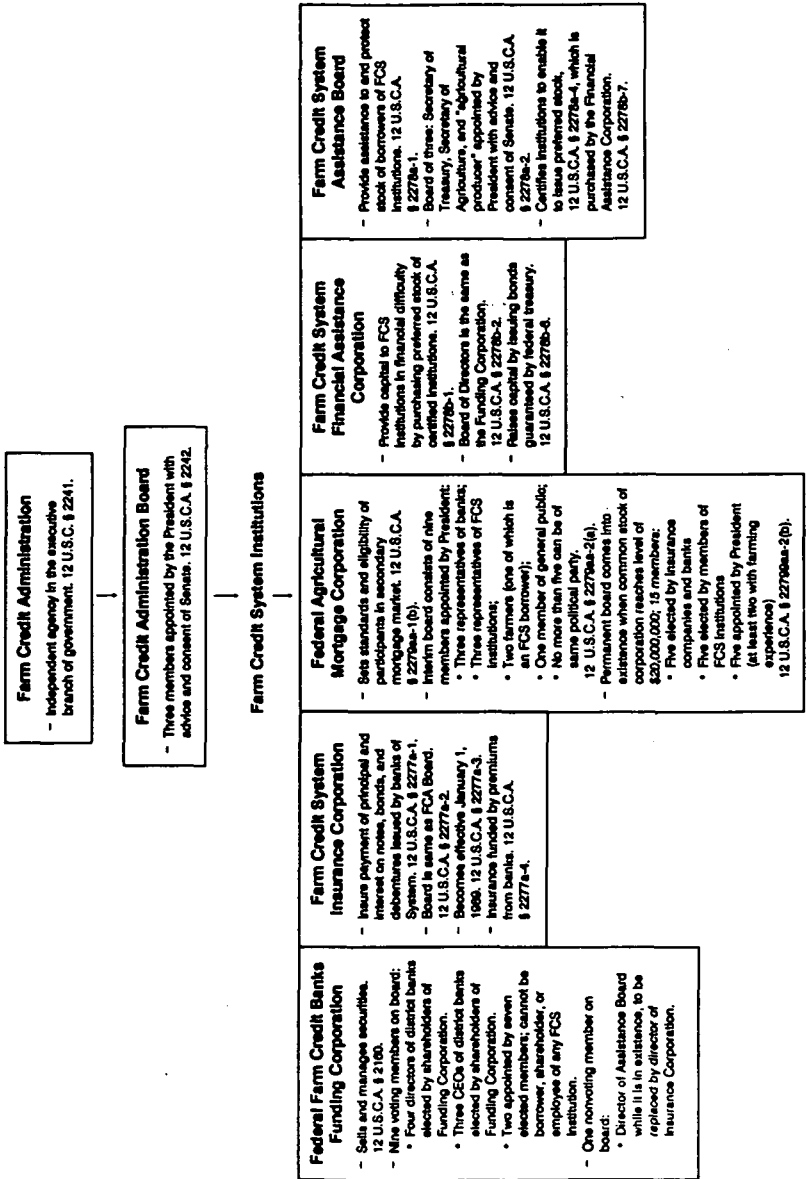 Farm Credit Administration
– Independent agency in the executive
branch of government. 12 U.S.C. § 2241.
Farm Credit Administration Board
– Three members appointed by the President with
advice and consent of Senate. 12 U.S.C.A. § 2242.
Farm Credit System Institutions
Federal Farm Credit Banks
Funding Corporation
– Sells and manages securities.
12 U.S.C.A. § 2160.
– Nine voting members on board:
• Four directors of district banks
elected by shareholders of
Funding Corporation.
• Three CEOs of district banks
elected by shareholders of
Funding Corporation.
• Two appointed by seven
elected members; cannot be
borrower, shareholder, or
employee of any FCS
Institution.
– One nonvoting member on
board:
• Director of Assistance Board
while it is in existence, to be
replaced by director of
Insurance Corporation.
Farm Credit System
Insurance Corporation
– Insure payment of principal and
interest on notes, bonds, and
debentures issued by banks of
System. 12 U.S.C.A. § 2277a-1.
– Board is same as FCA Board.
12 U.S.C.A. § 2277a-2.
– Becomes effective January 1,
1989. 12 U.S.C.A. § 2277a-3.
– Insurance funded by premiums
from banks. 12 U.S.C.A.
§ 2277a-4.
Federal Agricultural
Mortgage Corporation
– Sets standards and eligibility of
participants in secondary
mortgage market. 12 U.S.C.A.
§ 2279aa-1(b).
– Interim board consists of nine
members appointed by President:
• Three representatives of banks;
• Three representatives of FCS
Institutions;
• Two farmers (one of which is
an FCS borrower);
• One member of general public;
• No more than five can be of
same political party.
12 U.S.C.A. § 2279aa-2(a).
– Permanent board comes into
existence when common stock of
corporation reaches level of
$20,000,000; 15 members:
• Five elected by insurance
companies and banks
• Five elected by members of
FCS Institutions
• Five appointed by President
(at least two with farming
experience)
12 U.S.C.A. § 22799aa-2(b).
Farm Credit System
Financial Assistance
Corporation
– Provide capital to FCS
Institutions in financial difficulty
by purchasing preferred stock of
certified institutions. 12 U.S.C.A.
§ 2278b-1.
– Board of Directors is the same as
the Funding Corporation.
12 U.S.C.A. § 2278b-2.
– Raises capital by issuing bonds
guaranteed by federal treasury.
12 U.S.C.A. § 2278b-6.
Farm Credit System
Assistance Board
– Provide assistance to and protect
stock of borrowers of FCS
Institutions. 12 U.S.C.A.
§ 2278a-1.
– Board of three: Secretary of
Treasury, Secretary of
Agriculture, and "agricultural
producer" appointed by
President with advice and
consent of Senate. 12 U.S.C.A.
§ 2278a-2.
– Certifies institutions to enable it
to issue preferred stock,
12 U.S.C.A. § 2278a-4, which is
purchased by the Financial
Assistance Corporation.
12 U.S.C.A. § 2278b-7.